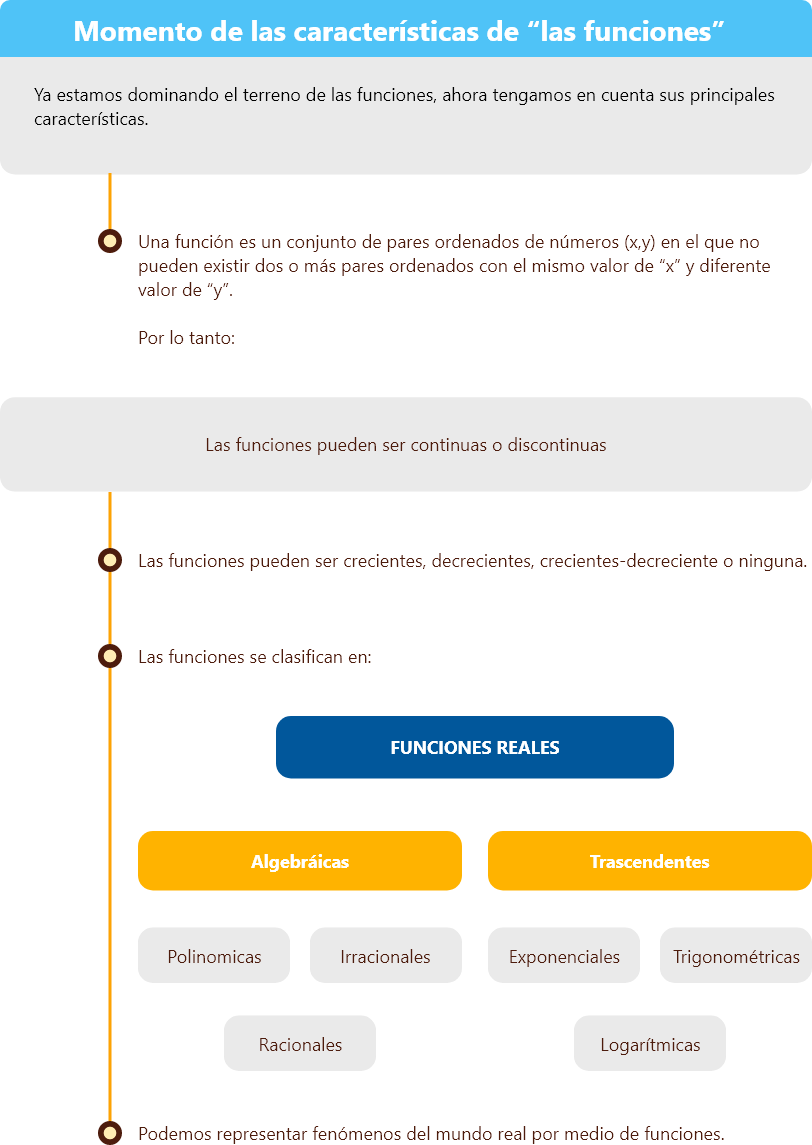 Momento de las características de “las funciones”
Ya estamos dominando el terreno de las funciones, ahora tengamos en cuenta sus principales
características.
Una función es un conjunto de pares ordenados de números (x,y) en el que no
pueden existir dos o más pares ordenados con el mismo valor de “x” y diferente
valor de “y”.
Por lo tanto:
Las funciones pueden ser continuas o discontinuas
Las funciones pueden ser crecientes, decrecientes, crecientes-decreciente o ninguna.
Las funciones se clasifican en:
FUNCIONES REALES
Algebráicas
Trascendentes
Polinomicas
Irracionales
Exponenciales
Trigonométricas
Racionales
Logarítmicas
Podemos representar fenómenos del mundo real por medio de funciones.